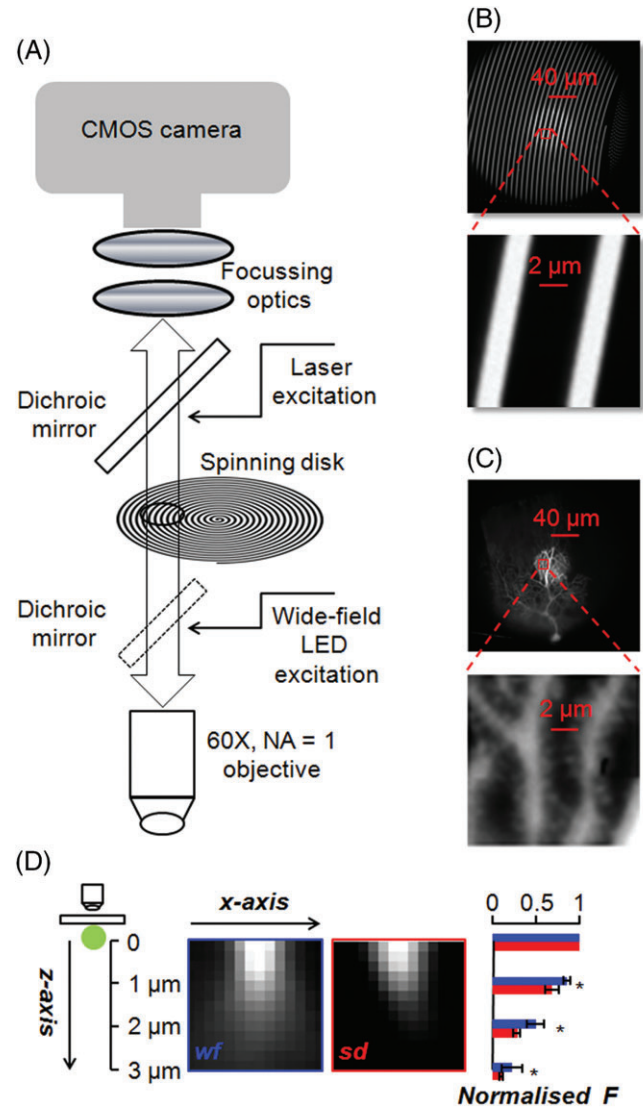 (A)
CMOS camera
Focussing
optics
Laser
excitation
Dichroic
mirror
Spinning disk
Dichroic
mirror
Wide-field
LED
excitation
60X, NA = 1
objective
(B)
40 µm
2 µm
(C)
40 µm
2 µm
(D)
z-axis
0
1 µm
2 µm
3 µm
x-axis
wf
sd
0 0.5 1
*
*
*
Normalised F